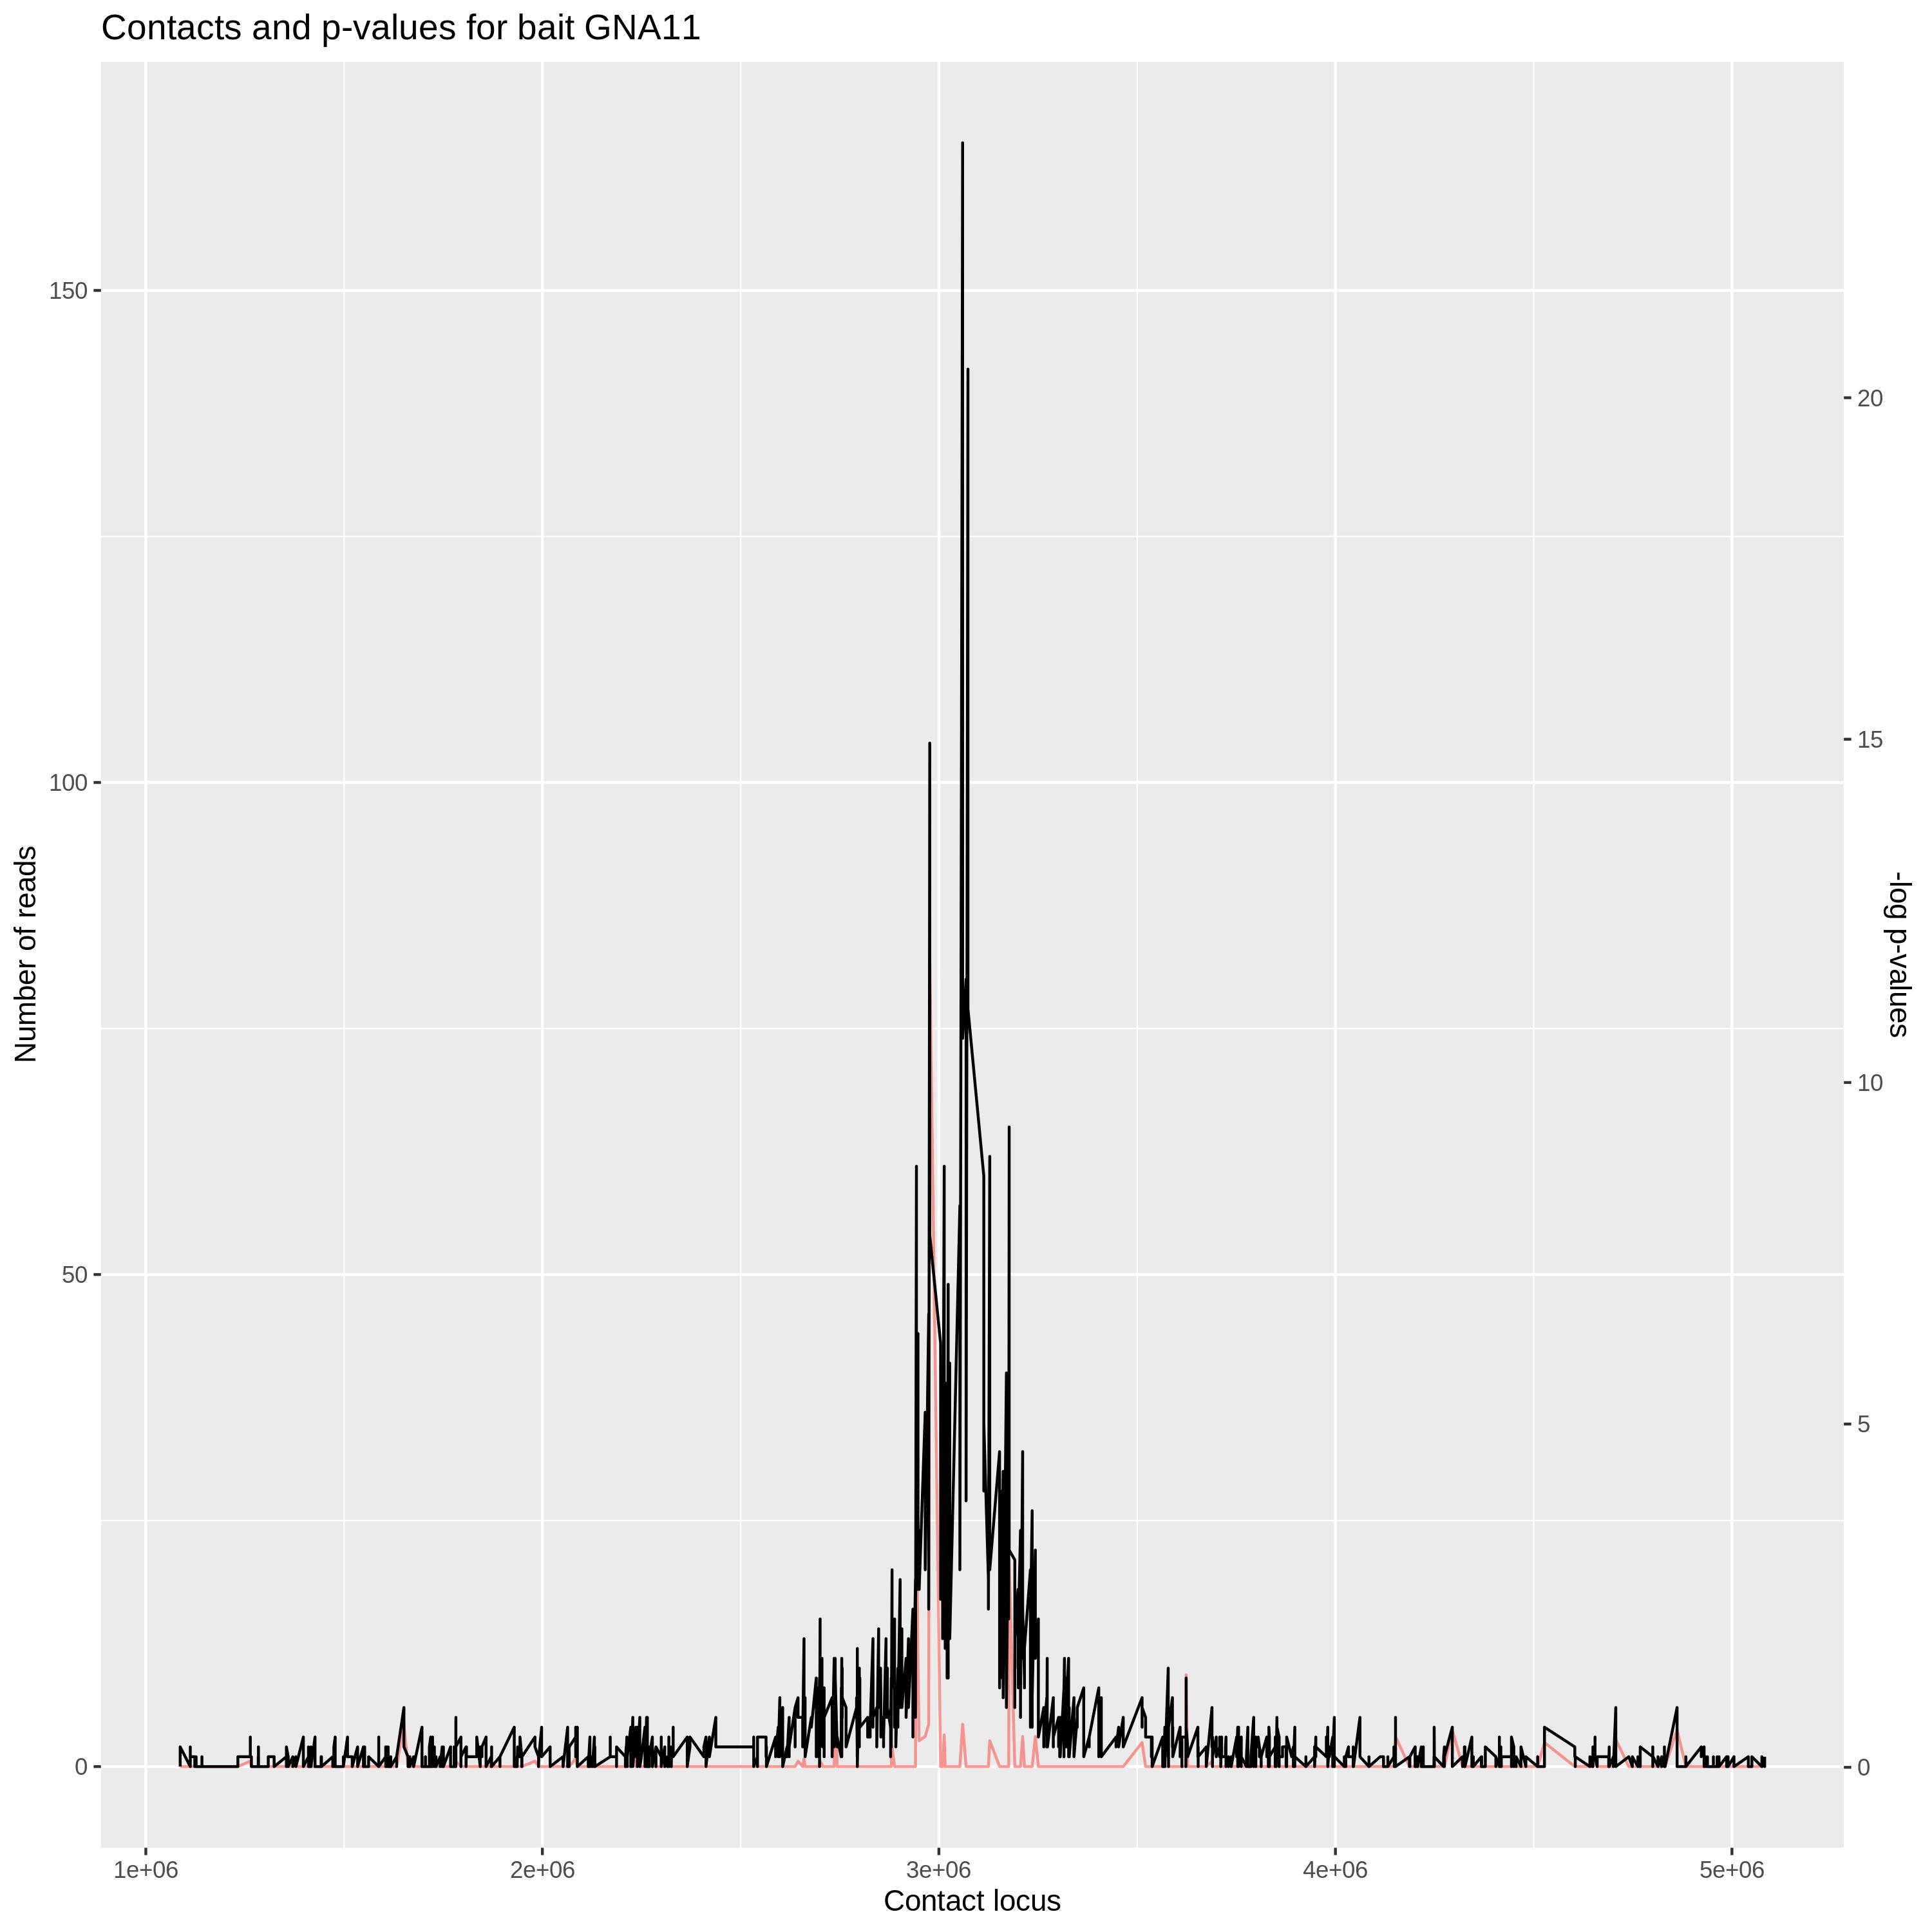 Contacts and p-values for bait GNA11
150
100
50
0
Number of reads
20
15
10
5
0
-log p-values
1e+06
2e+06
3e+06
4e+06
5e+06
Contact locus